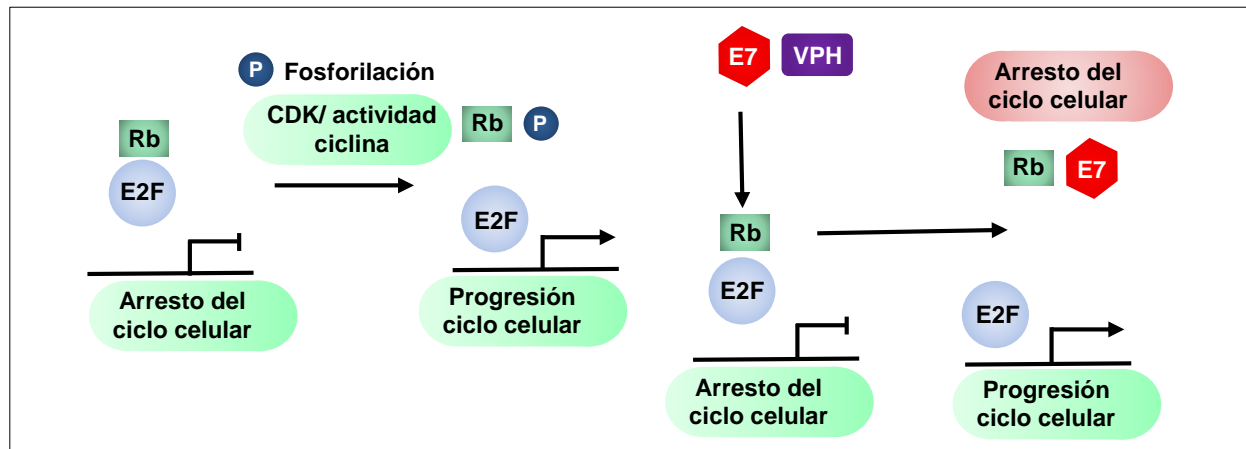 P Fosforilación
CDK/ actividad
ciclina
Rb P
Rb
E2F
E2F
Arresto del
ciclo celular
Progresión
ciclo celular
E7 VPH
Rb
E2F
Arresto del
ciclo celular
Arresto del
ciclo celular
Rb E7
E2F
Progresión
ciclo celular